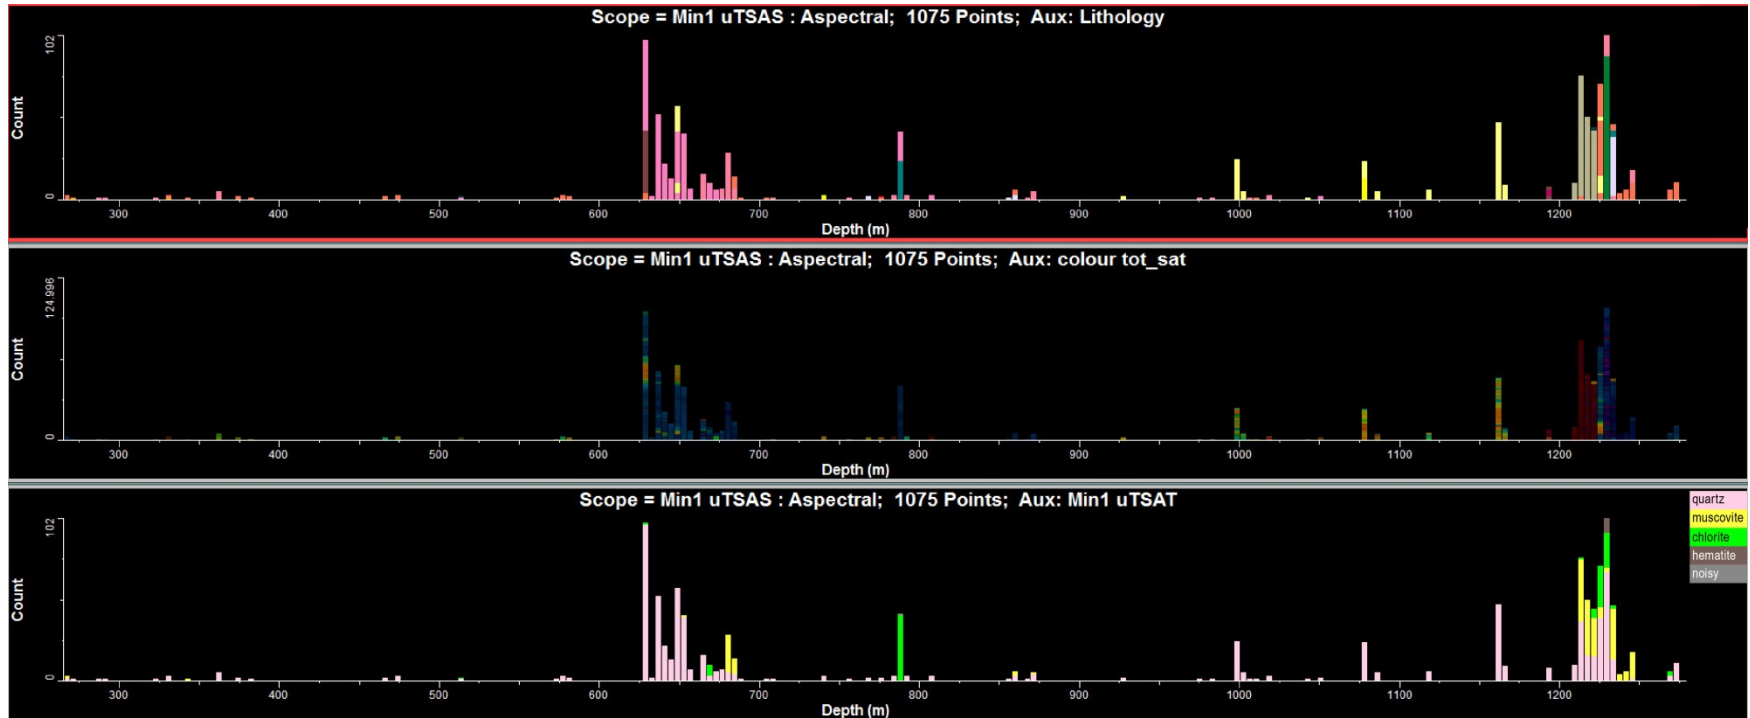 Scope = Min1 uTSAS : Aspectral;  1075 Points;  Aux: Lithology
102
Count
0
300 400 500 600 700 800 900 1000 1100 1200
Depth (m)
Scope = Min1 uTSAS : Aspectral;  1075 Points;  Aux: colour tot_sat
124.996
Count
0
300 400 500 600 700 800 900 1000 1100 1200
Depth (m)
Scope = Min1 uTSAS : Aspectral;  1075 Points;  Aux: Min1 uTSAT
quartz
muscovite
chlorite
hematite
noisy
102
Count
0
300 400 500 600 700 800 900 1000 1100 1200
Depth (m)